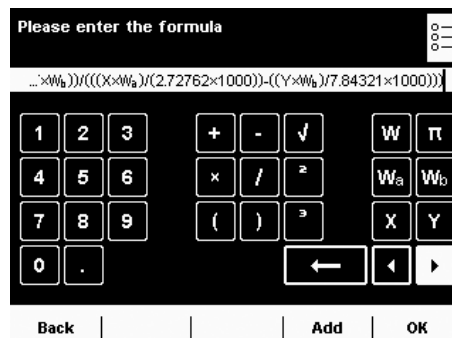 Please enter the formula
...×Wb))/(((X×Wa)/(2.72762×1000))-((Y×Wb)/7.84321×1000)))
1 2 3 + - √ W π
4 5 6 × / ² Wa Wb
7 8 9 ( ) ³ X Y
0 . ← ◀ ▶
Back Add OK